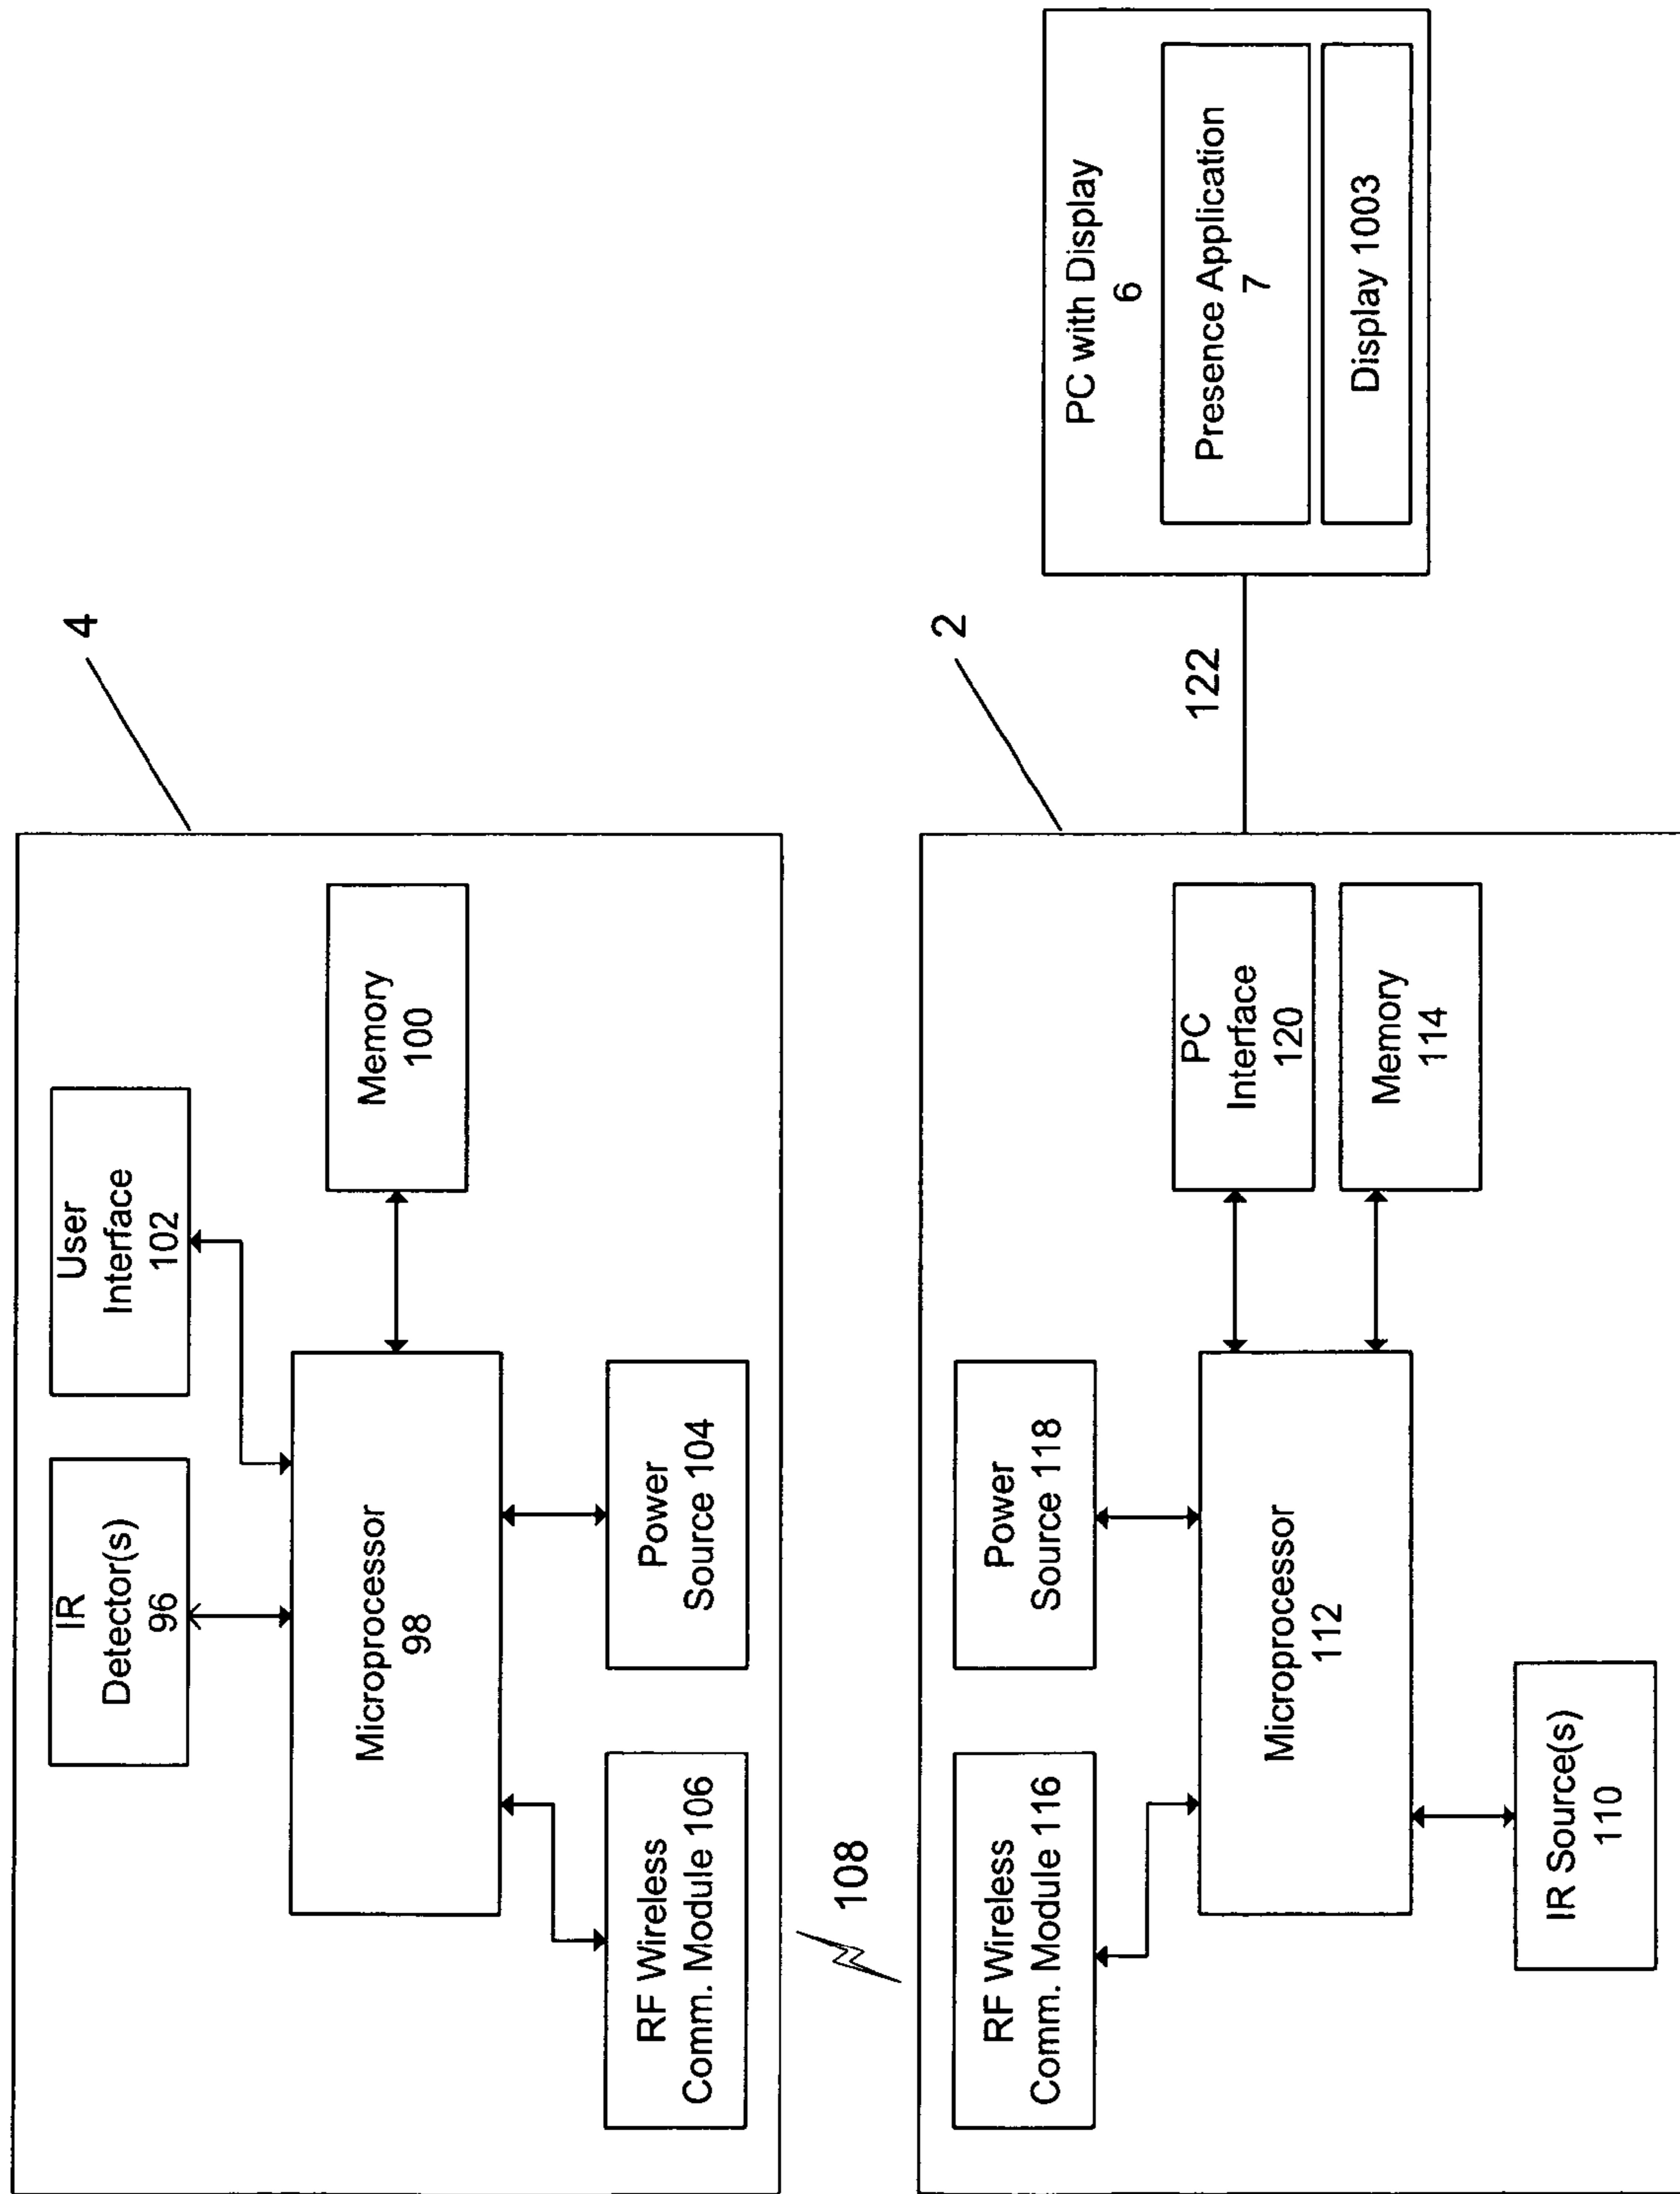 4
IR
Detector(s)
96
User
Interface
102
Microprocessor
98
Memory
100
RF Wireless
Comm. Module 106
Power
Source 104
108
2
RF Wireless
Comm. Module 116
Power
Source 118
Microprocessor
112
PC
Interface
120
Memory
114
IR Source(s)
110
122
PC with Display
6
Presence Application
7
Display 1003